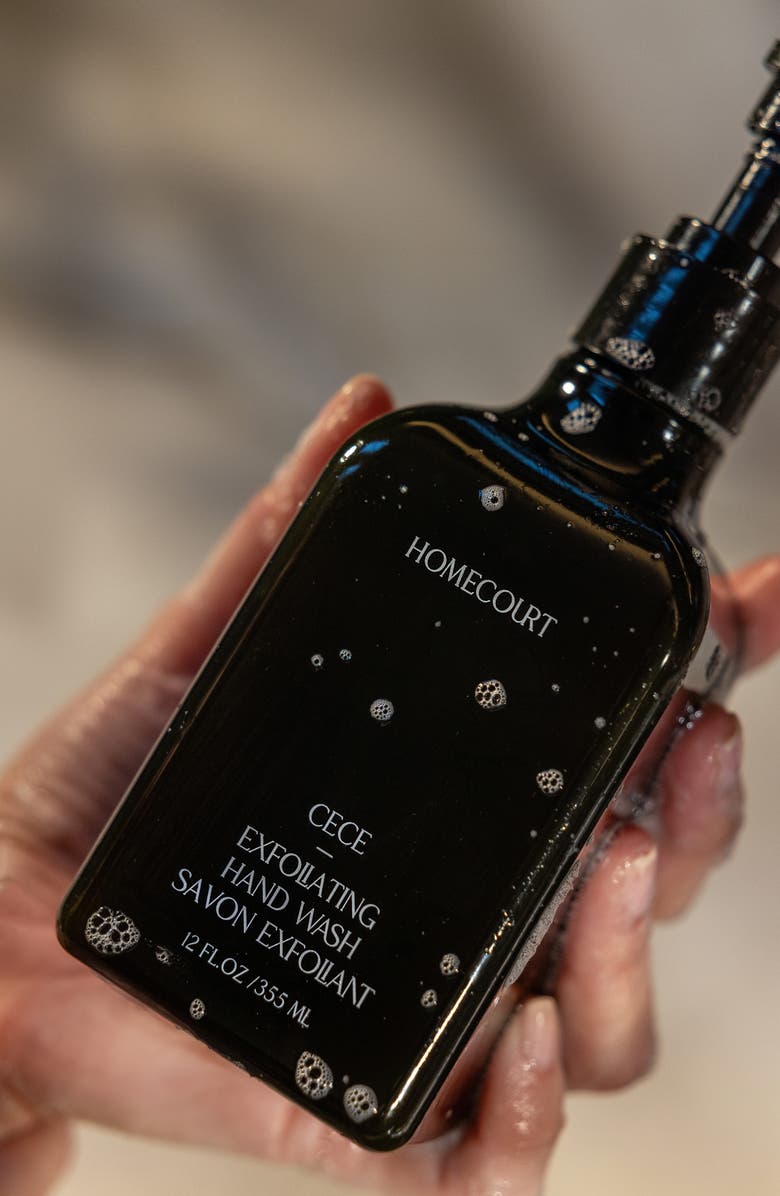 HOMECOURT
CECE
EXFOLIATING
HAND WASH
SAVON EXFOLIANT
12 FL.OZ / 355 ML